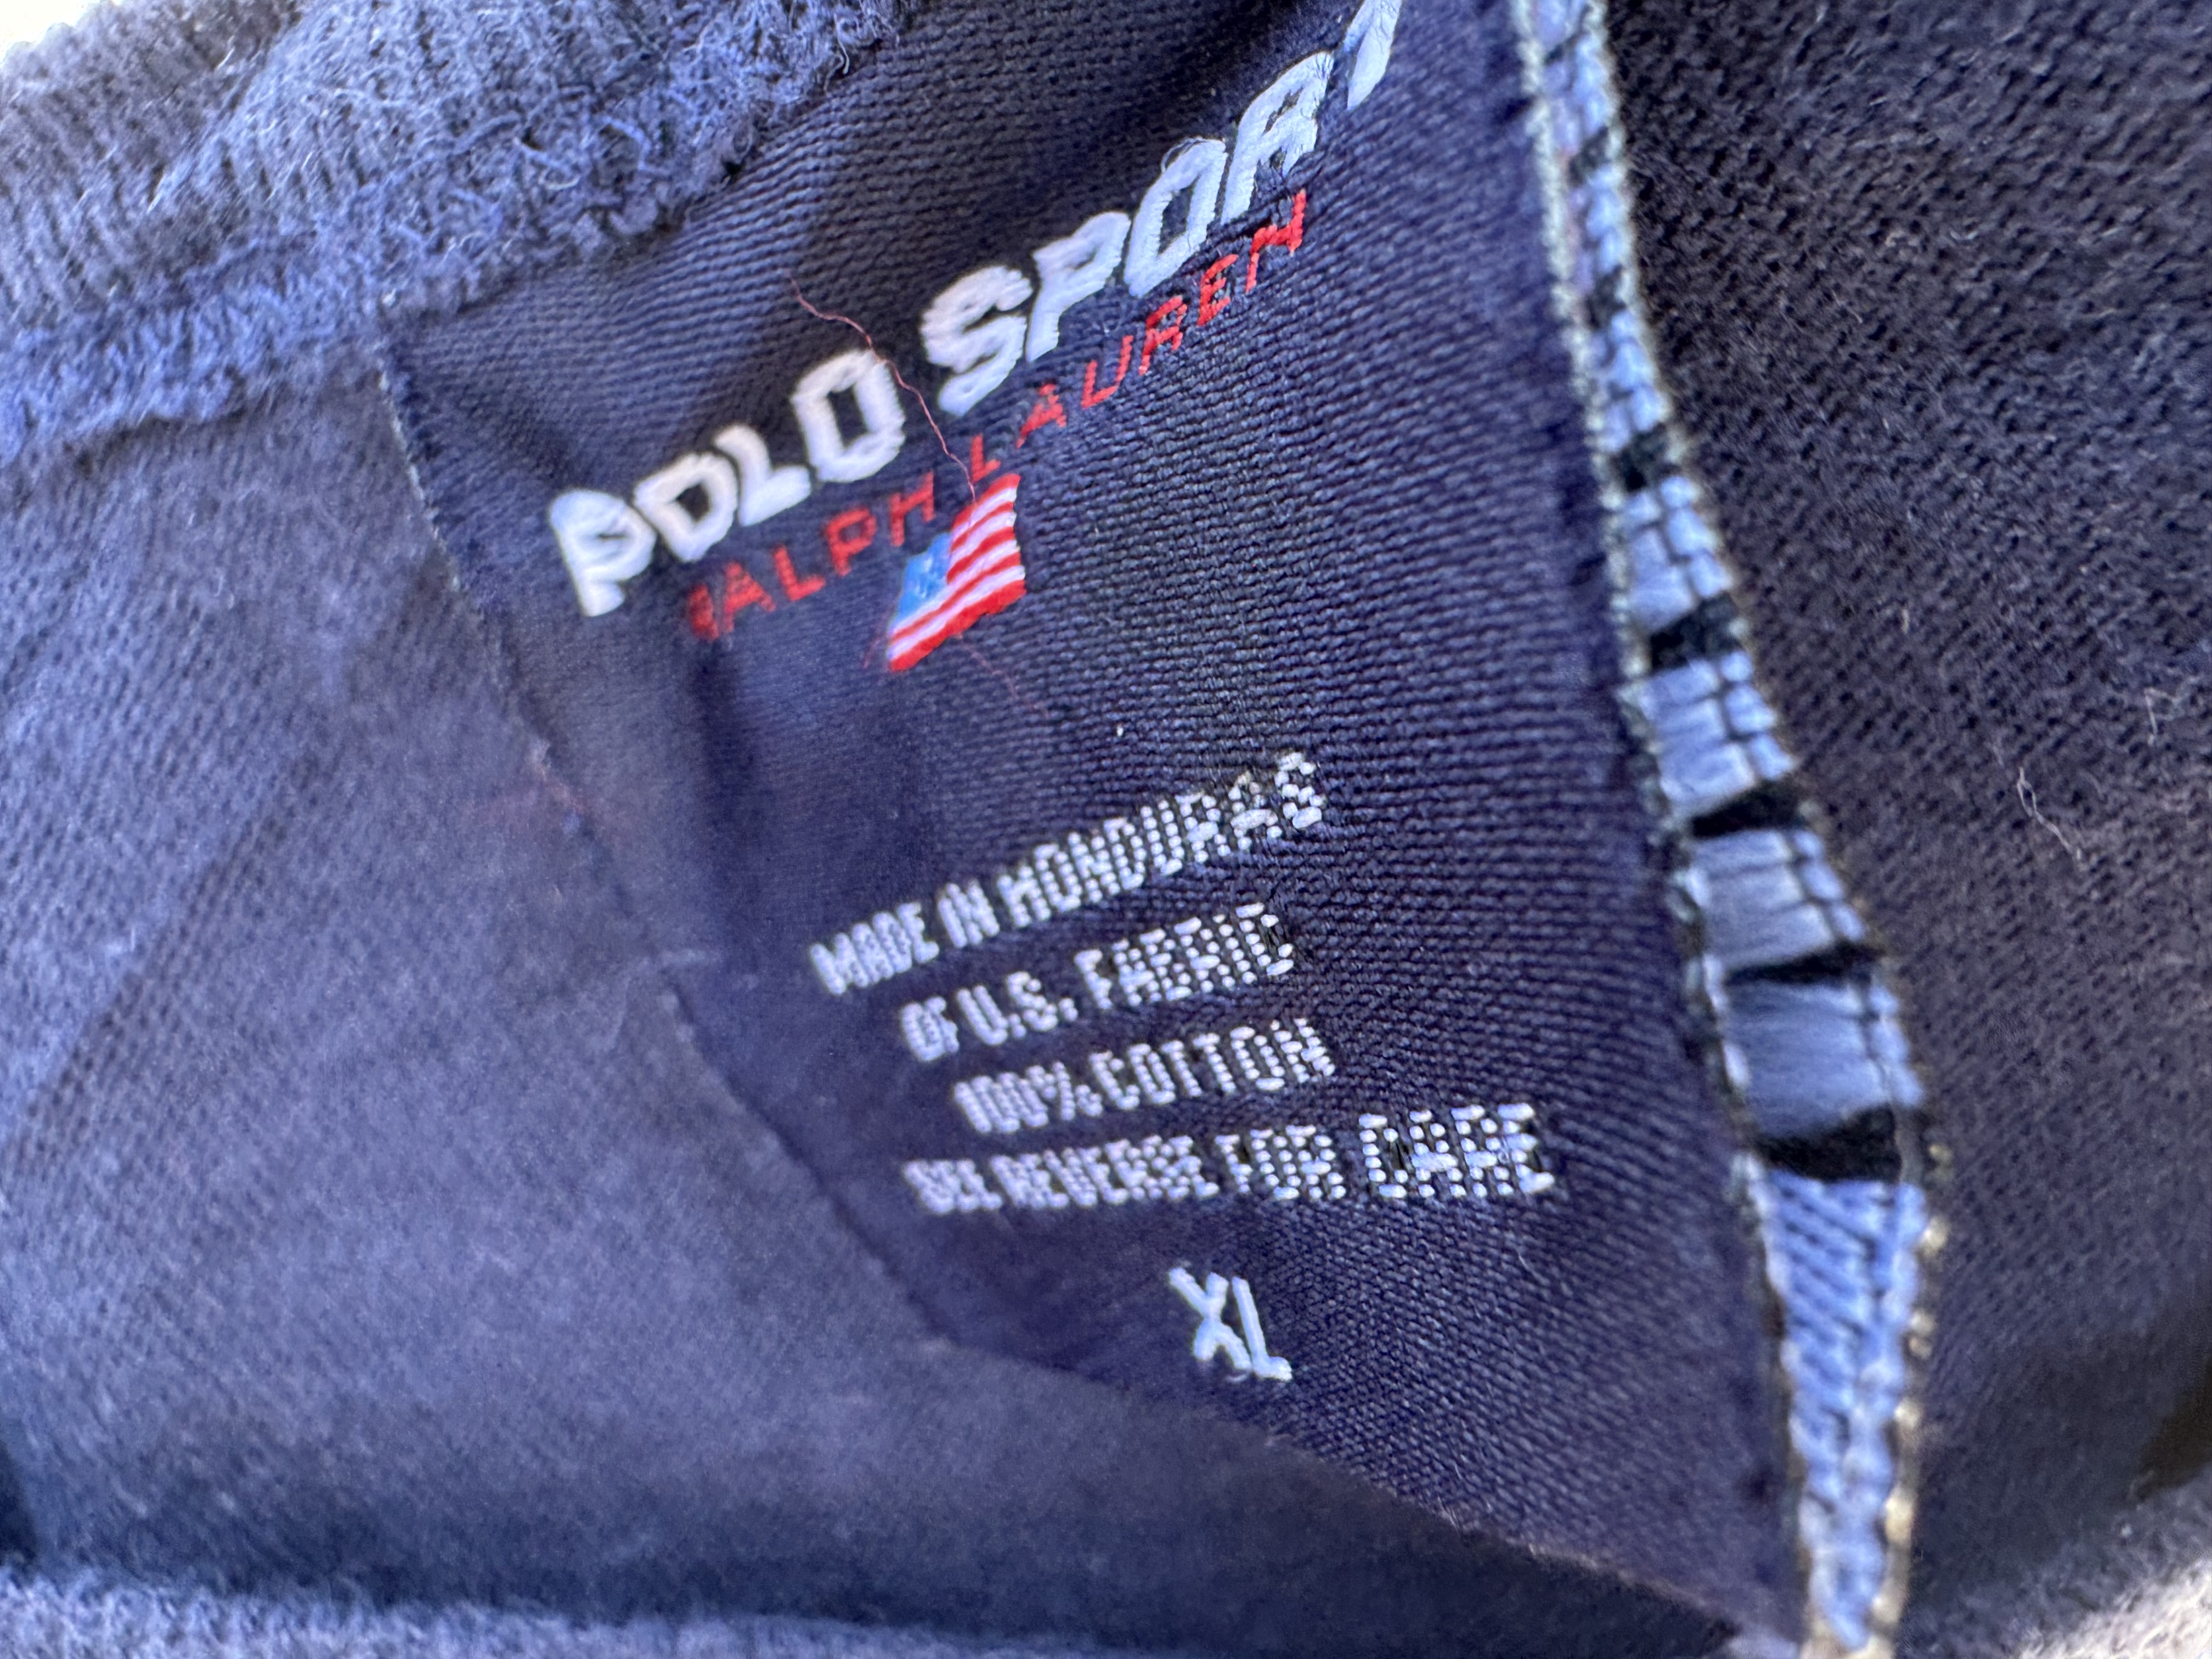 POLO SPORT
RALPH LAUREN
MADE IN HONDURAS
OF U.S. FABRIC
100% COTTON
SEE REVERSE FOR CARE
XL